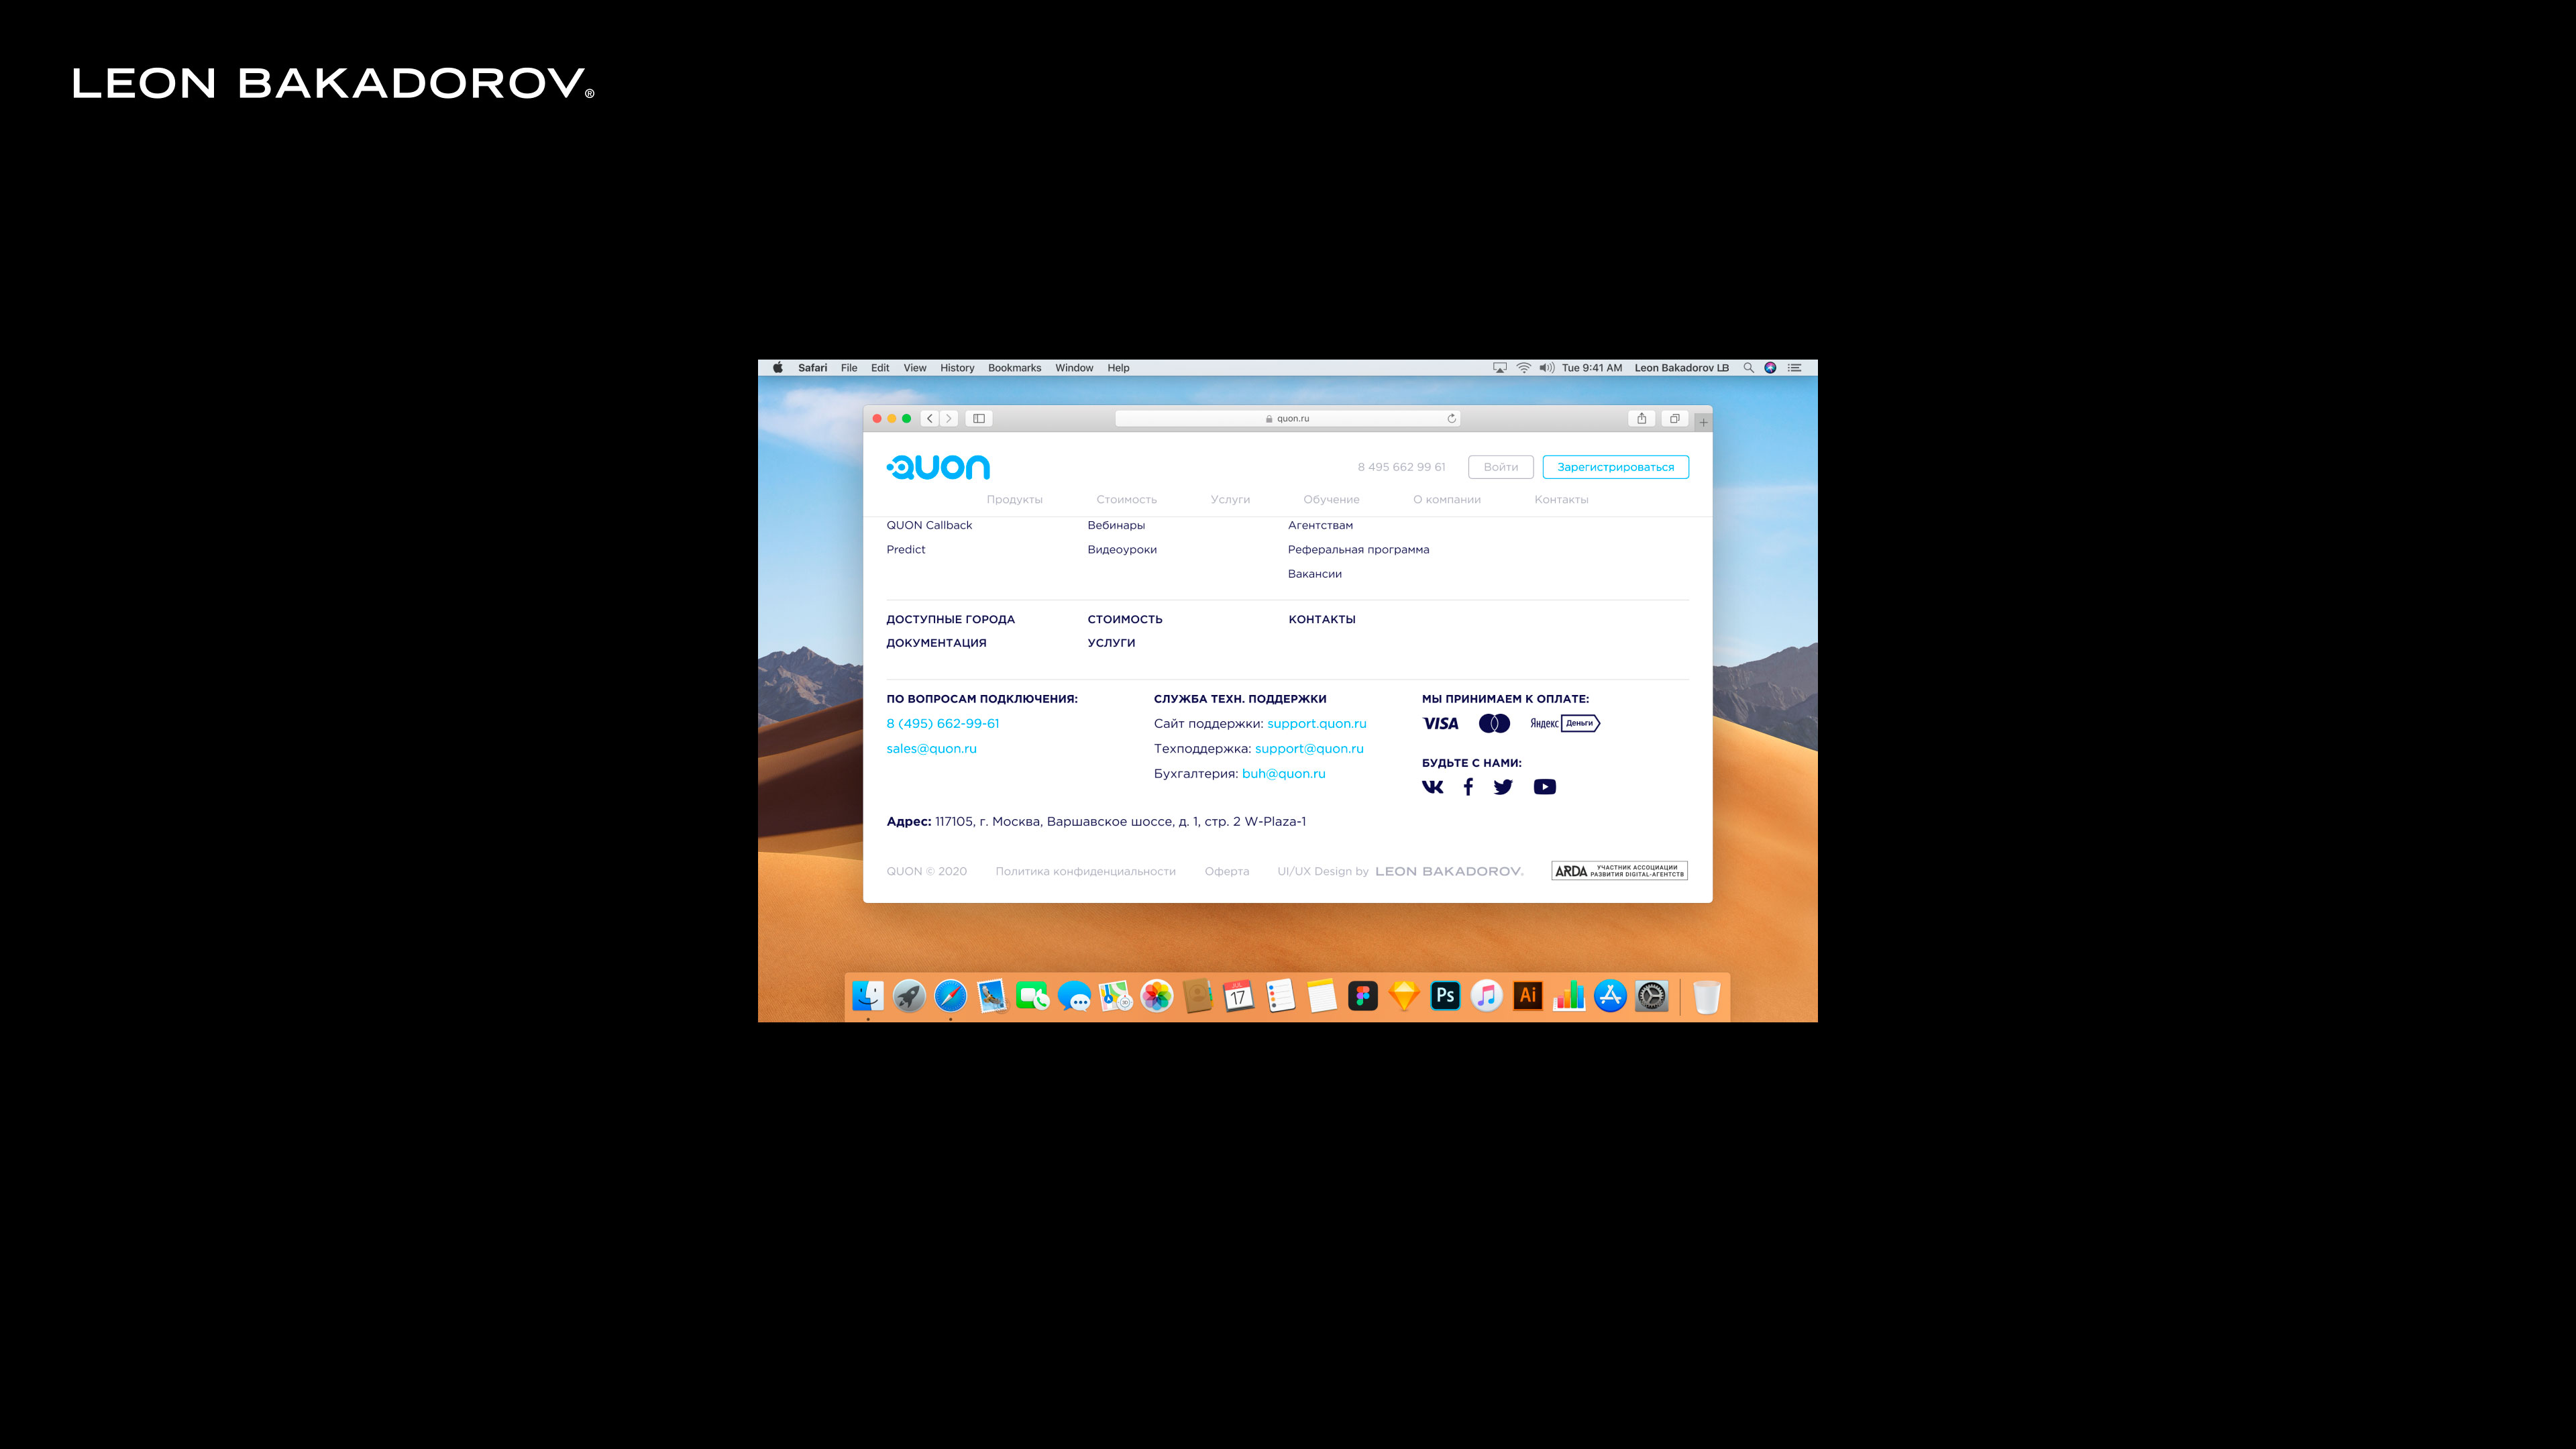 LEON BAKADOROV®
Safari File Edit View History Bookmarks Window Help Tue 9:41 AM Leon Bakadorov LB
quon.ru
QUON 8 495 662 99 61 Войти Зарегистрироваться
Продукты Стоимость Услуги Обучение О компании Контакты
QUON Callback Вебинары Агентствам
Predict Видеоуроки Реферальная программа
Вакансии
ДОСТУПНЫЕ ГОРОДА СТОИМОСТЬ КОНТАКТЫ
ДОКУМЕНТАЦИЯ УСЛУГИ
ПО ВОПРОСАМ ПОДКЛЮЧЕНИЯ: СЛУЖБА ТЕХН. ПОДДЕРЖКИ МЫ ПРИНИМАЕМ К ОПЛАТЕ:
8 (495) 662-99-61 Сайт поддержки: support.quon.ru VISA Яндекс Деньги
sales@quon.ru Техподдержка: support@quon.ru
Бухгалтерия: buh@quon.ru БУДЬТЕ С НАМИ:
Адрес: 117105, г. Москва, Варшавское шоссе, д. 1, стр. 2 W-Plaza-1
QUON © 2020 Политика конфиденциальности Оферта UI/UX Design by LEON BAKADOROV. ARDA УЧАСТНИК АССОЦИАЦИИ
РАЗВИТИЯ DIGITAL-АГЕНТСТВ
JUL
17 Ps Ai